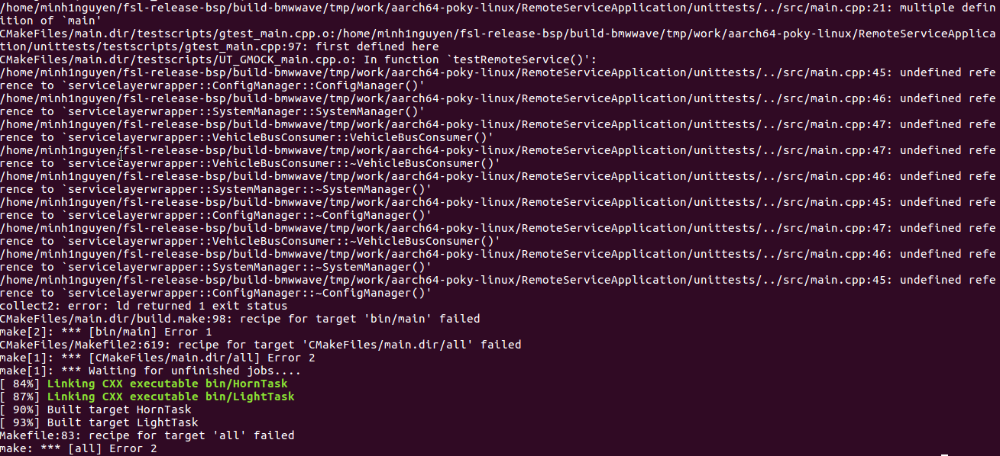 /home/minh1nguyen/fsl-release-bsp/build-bmwwave/tmp/work/aarch64-poky-linux/RemoteServiceApplication/unittests/../src/main.cpp:21: multiple defin
ition of `main'
CMakeFiles/main.dir/testscripts/gtest_main.cpp.o:/home/minh1nguyen/fsl-release-bsp/build-bmwwave/tmp/work/aarch64-poky-linux/RemoteServiceApplica
tion/unittests/testscripts/gtest_main.cpp:97: first defined here
CMakeFiles/main.dir/testscripts/UT_GMOCK_main.cpp.o: In function `testRemoteService()':
/home/minh1nguyen/fsl-release-bsp/build-bmwwave/tmp/work/aarch64-poky-linux/RemoteServiceApplication/unittests/../src/main.cpp:45: undefined refe
rence to `servicelayerwrapper::ConfigManager::ConfigManager()'
/home/minh1nguyen/fsl-release-bsp/build-bmwwave/tmp/work/aarch64-poky-linux/RemoteServiceApplication/unittests/../src/main.cpp:46: undefined refe
rence to `servicelayerwrapper::SystemManager::SystemManager()'
/home/minh1nguyen/fsl-release-bsp/build-bmwwave/tmp/work/aarch64-poky-linux/RemoteServiceApplication/unittests/../src/main.cpp:47: undefined refe
rence to `servicelayerwrapper::VehicleBusConsumer::VehicleBusConsumer()'
/home/minh1nguyen/fsl-release-bsp/build-bmwwave/tmp/work/aarch64-poky-linux/RemoteServiceApplication/unittests/../src/main.cpp:47: undefined refe
rence to `servicelayerwrapper::VehicleBusConsumer::~VehicleBusConsumer()'
/home/minh1nguyen/fsl-release-bsp/build-bmwwave/tmp/work/aarch64-poky-linux/RemoteServiceApplication/unittests/../src/main.cpp:46: undefined refe
rence to `servicelayerwrapper::SystemManager::~SystemManager()'
/home/minh1nguyen/fsl-release-bsp/build-bmwwave/tmp/work/aarch64-poky-linux/RemoteServiceApplication/unittests/../src/main.cpp:45: undefined refe
rence to `servicelayerwrapper::ConfigManager::~ConfigManager()'
/home/minh1nguyen/fsl-release-bsp/build-bmwwave/tmp/work/aarch64-poky-linux/RemoteServiceApplication/unittests/../src/main.cpp:47: undefined refe
rence to `servicelayerwrapper::VehicleBusConsumer::~VehicleBusConsumer()'
/home/minh1nguyen/fsl-release-bsp/build-bmwwave/tmp/work/aarch64-poky-linux/RemoteServiceApplication/unittests/../src/main.cpp:46: undefined refe
rence to `servicelayerwrapper::SystemManager::~SystemManager()'
/home/minh1nguyen/fsl-release-bsp/build-bmwwave/tmp/work/aarch64-poky-linux/RemoteServiceApplication/unittests/../src/main.cpp:45: undefined refe
rence to `servicelayerwrapper::ConfigManager::~ConfigManager()'
collect2: error: ld returned 1 exit status
CMakeFiles/main.dir/build.make:98: recipe for target 'bin/main' failed
make[2]: *** [bin/main] Error 1
CMakeFiles/Makefile2:619: recipe for target 'CMakeFiles/main.dir/all' failed
make[1]: *** [CMakeFiles/main.dir/all] Error 2
make[1]: *** Waiting for unfinished jobs....
[ 84%] Linking CXX executable bin/HornTask
[ 87%] Linking CXX executable bin/LightTask
[ 90%] Built target HornTask
[ 93%] Built target LightTask
Makefile:83: recipe for target 'all' failed
make: *** [all] Error 2